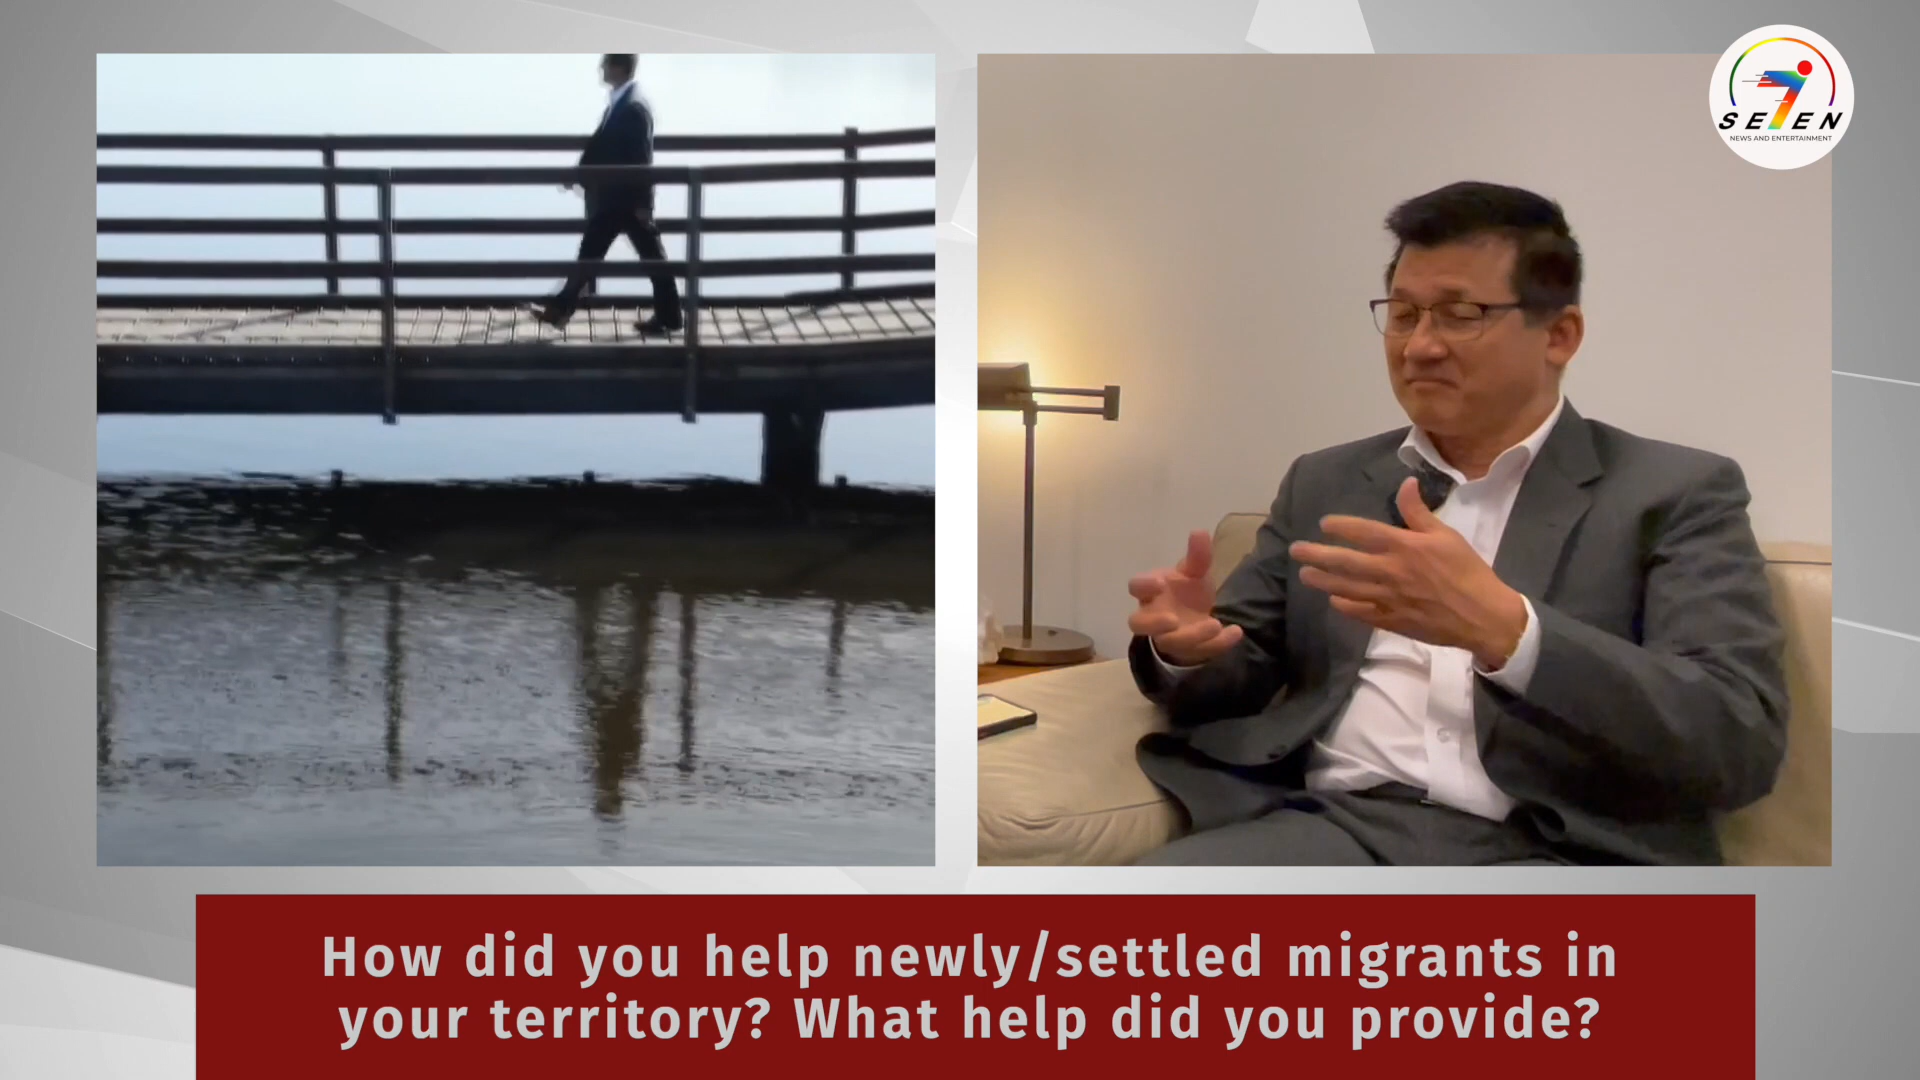 SE7EN
NEWS AND ENTERTAINMENT
How did you help newly/settled migrants in
your territory? What help did you provide?